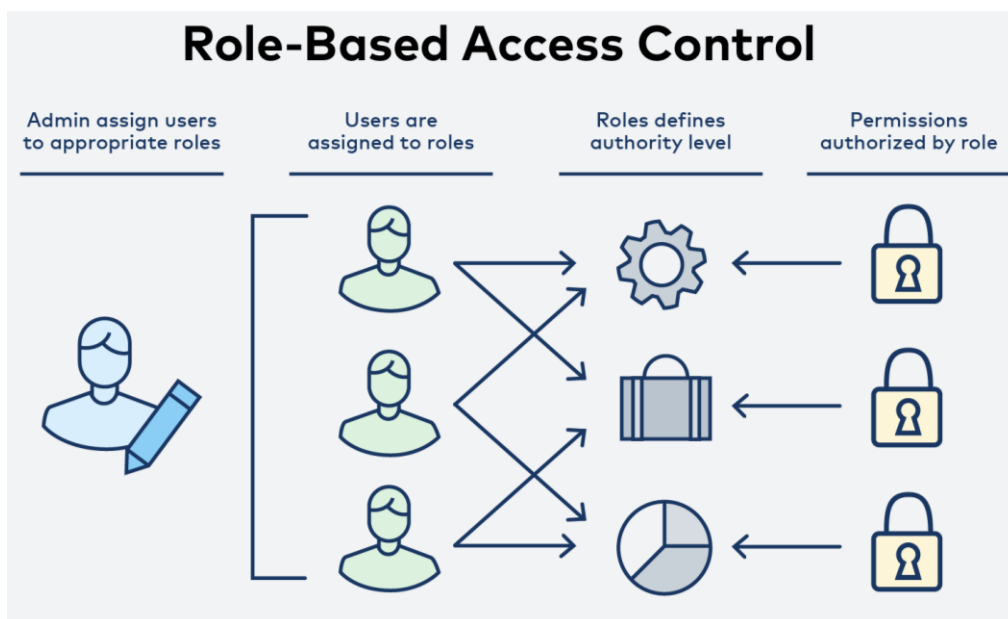 Role-Based Access Control
Admin assign users
to appropriate roles
Users are
assigned to roles
Roles defines
authority level
Permissions
authorized by role